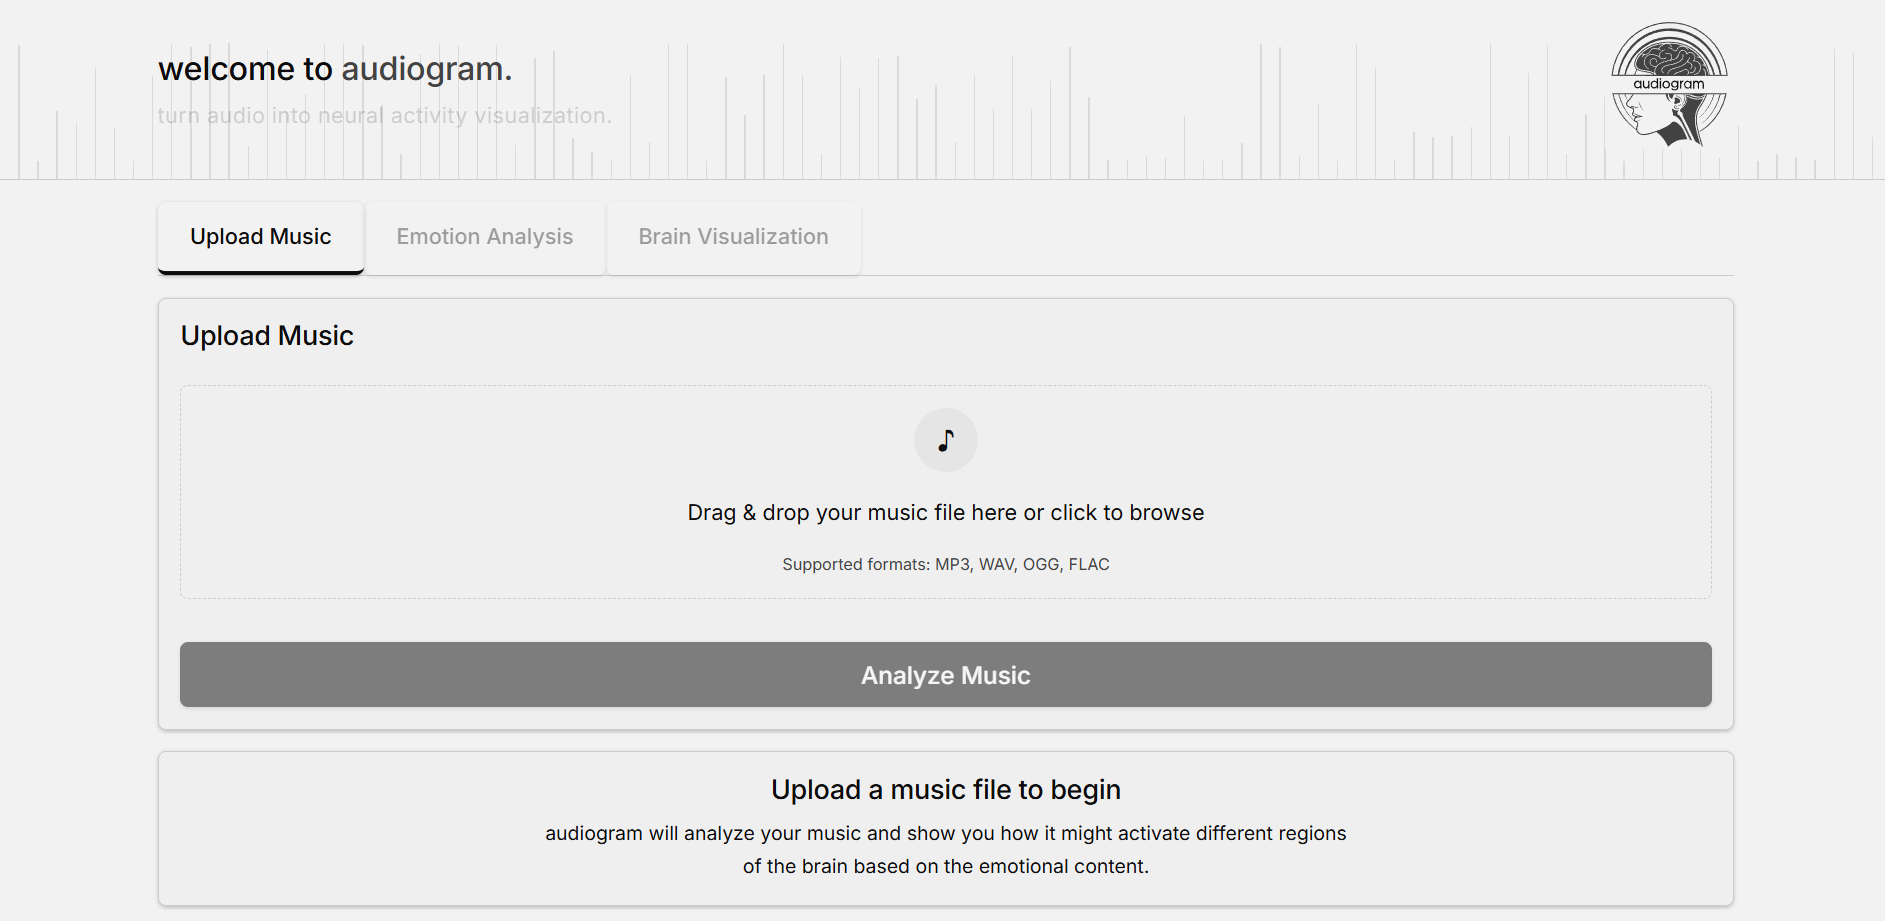 welcome to audiogram.
turn audio into neural activity visualization.
audiogram
Upload Music
Emotion Analysis
Brain Visualization
Upload Music
Drag & drop your music file here or click to browse
Supported formats: MP3, WAV, OGG, FLAC
Analyze Music
Upload a music file to begin
audiogram will analyze your music and show you how it might activate different regions
of the brain based on the emotional content.